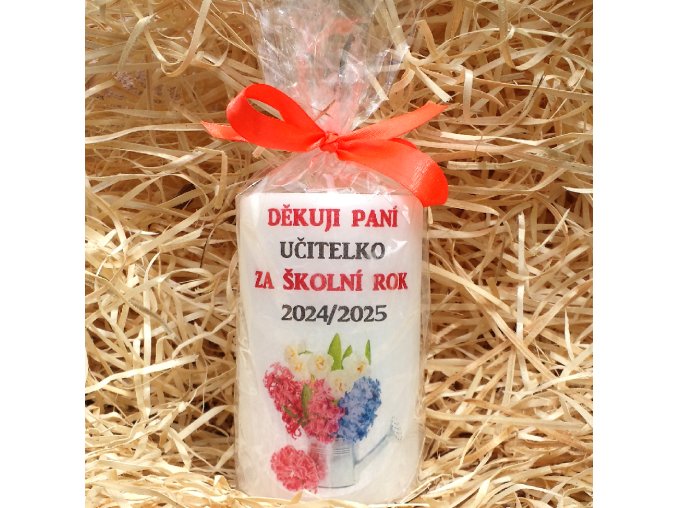 DĚKUJI PANÍ
UČITELKO
ZA ŠKOLNÍ ROK
2024/2025